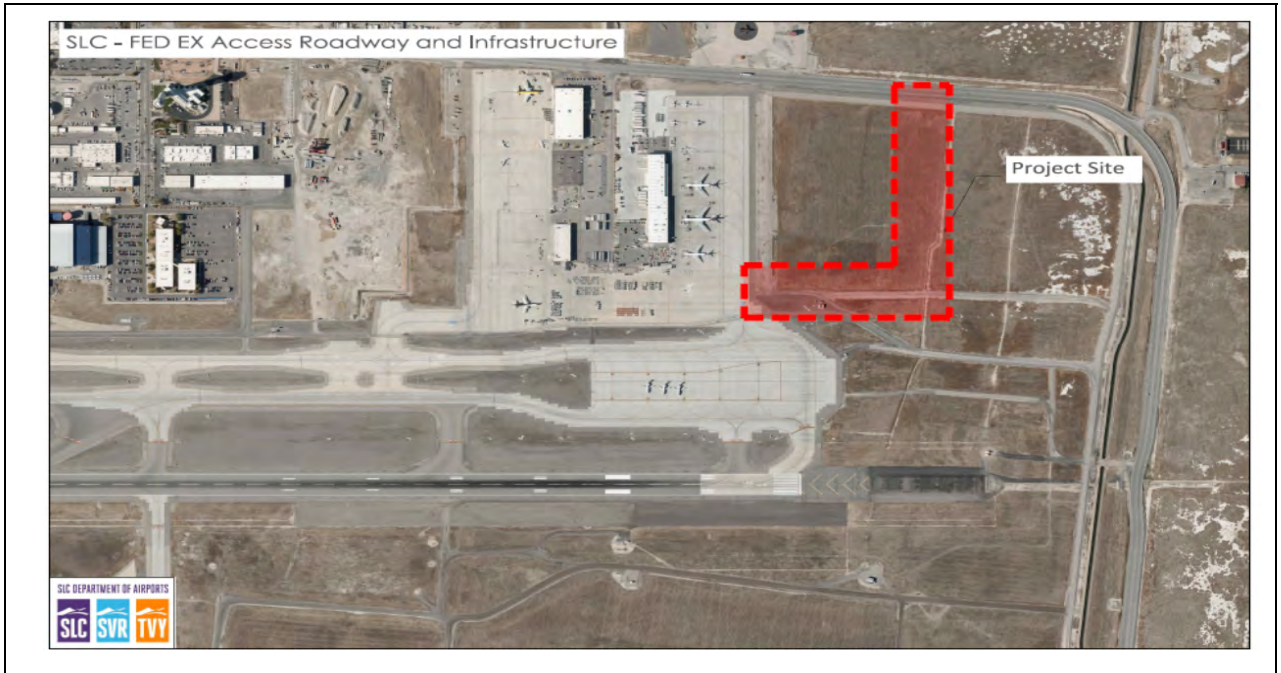 SLC - FED EX Access Roadway and Infrastructure
Project Site
SLC DEPARTMENT OF AIRPORTS
SLC SVR TVY